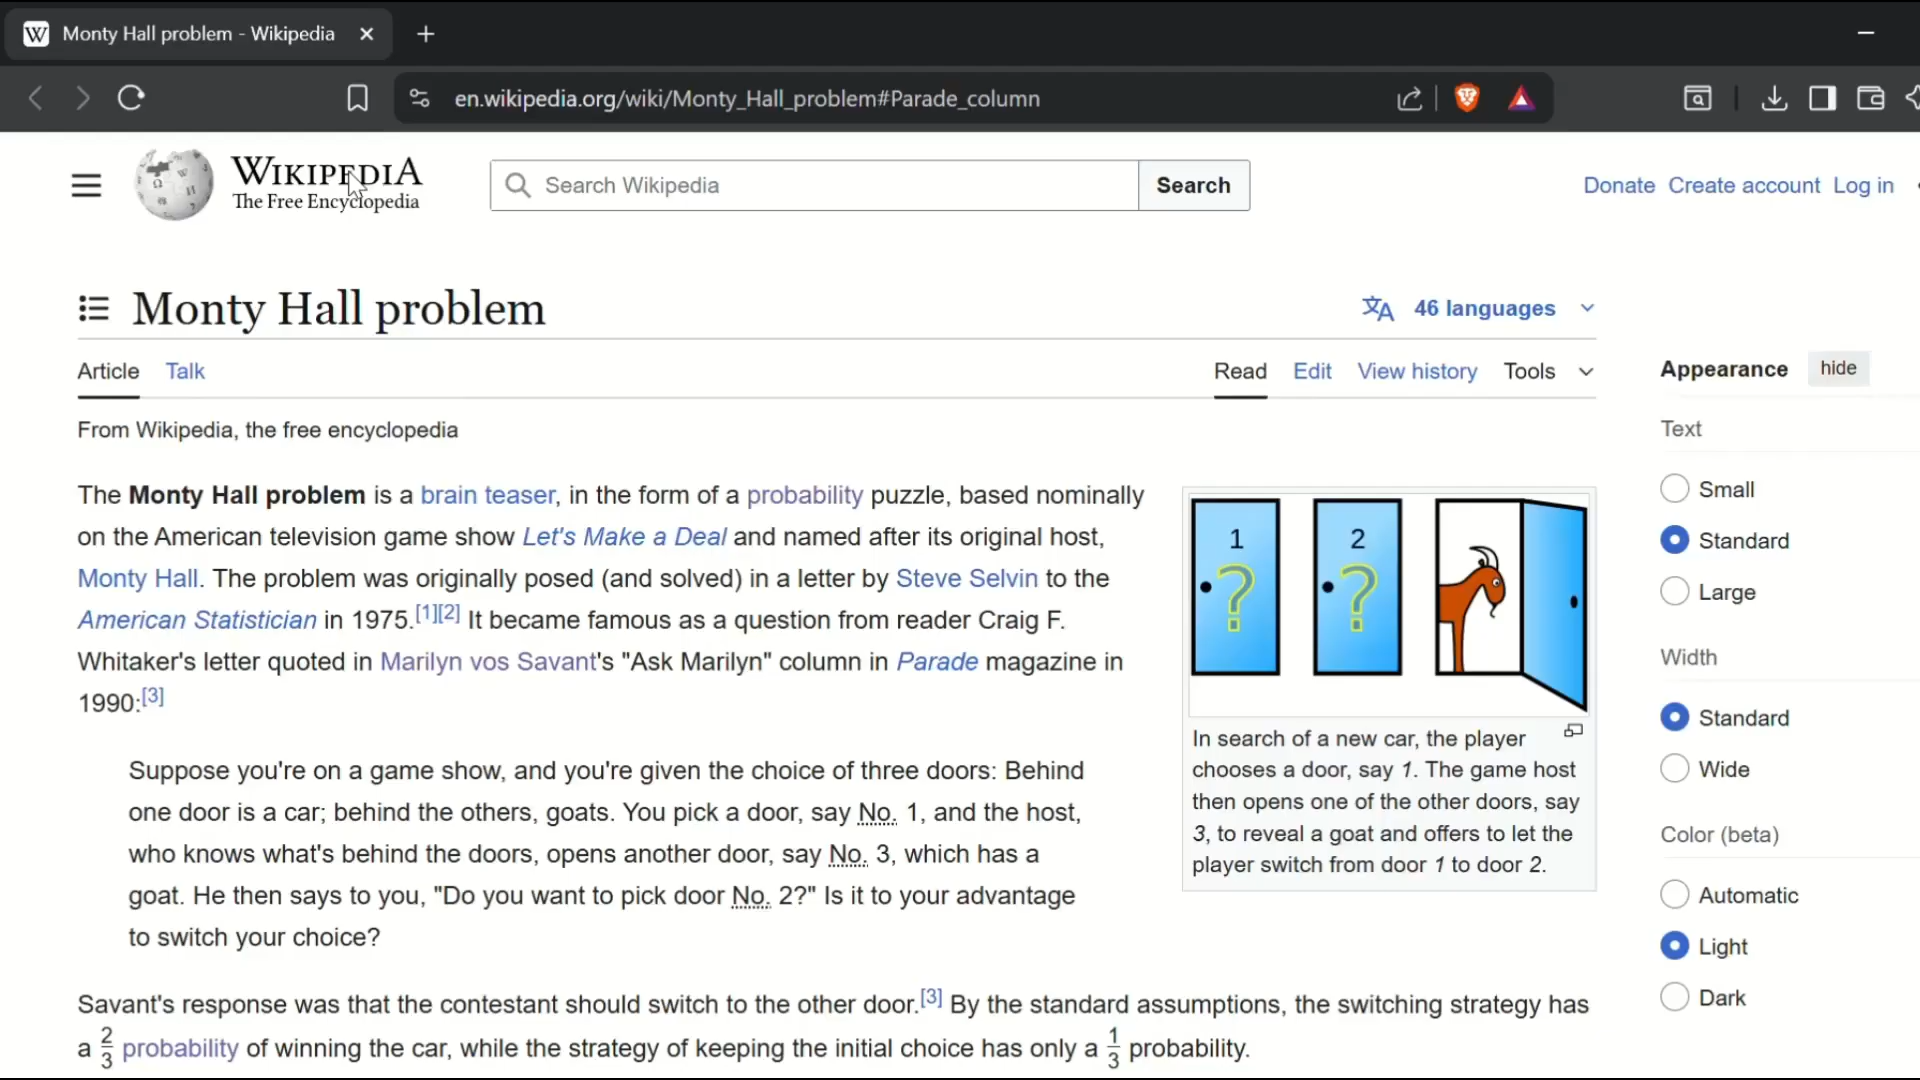 Monty Hall problem - Wikipedia
en.wikipedia.org/wiki/Monty_Hall_problem#Parade_column
WIKIPEDIA
The Free Encyclopedia
Search Wikipedia
Search
Donate Create account Log in
Monty Hall problem
46 languages
Article Talk
Read Edit View history Tools
From Wikipedia, the free encyclopedia
The Monty Hall problem is a brain teaser, in the form of a probability puzzle, based nominally
on the American television game show Let's Make a Deal and named after its original host,
Monty Hall. The problem was originally posed (and solved) in a letter by Steve Selvin to the
American Statistician in 1975.[1][2] It became famous as a question from reader Craig F.
Whitaker's letter quoted in Marilyn vos Savant's "Ask Marilyn" column in Parade magazine in
1990:[3]
Suppose you're on a game show, and you're given the choice of three doors: Behind
one door is a car; behind the others, goats. You pick a door, say No. 1, and the host,
who knows what's behind the doors, opens another door, say No. 3, which has a
goat. He then says to you, "Do you want to pick door No. 2?" Is it to your advantage
to switch your choice?
Savant's response was that the contestant should switch to the other door.[3] By the standard assumptions, the switching strategy has
a 2/3 probability of winning the car, while the strategy of keeping the initial choice has only a 1/3 probability.
1 2
? ?
In search of a new car, the player
chooses a door, say 1. The game host
then opens one of the other doors, say
3, to reveal a goat and offers to let the
player switch from door 1 to door 2.
Appearance hide
Text
Small
Standard
Large
Width
Standard
Wide
Color (beta)
Automatic
Light
Dark